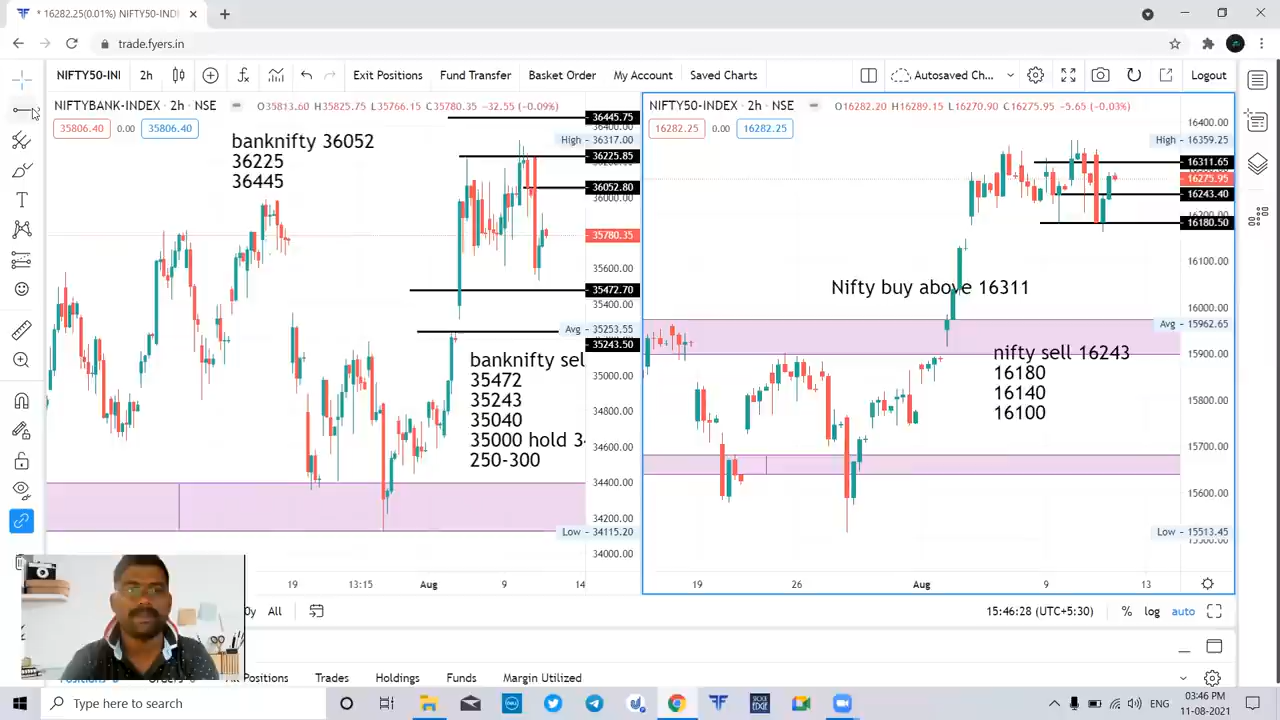 * 16282.25(0.01%) NIFTY50-IND
trade.fyers.in
NIFTY50-INI 2h Exit Positions Fund Transfer Basket Order My Account Saved Charts Autosaved Ch... Logout
NIFTYBANK-INDEX · 2h · NSE O35813.60 H35825.75 L35766.15 C35780.35 −32.55 (−0.09%)
35806.40 0.00 35806.40
banknifty 36052
36225
36445
36445.75
36400.00
High - 36317.00
36225.85
36052.80
36000.00
35780.35
35600.00
35472.70
35400.00
Avg - 35253.55
35243.50
35000.00
34800.00
34600.00
34400.00
34200.00
Low - 34115.20
34000.00
banknifty sel
35472
35243
35040
35000 hold 34
250-300
19 13:15 Aug 9 14
NIFTY50-INDEX · 2h · NSE O16282.20 H16289.15 L16270.90 C16275.95 −5.65 (−0.03%)
16282.25 0.00 16282.25
Nifty buy above 16311
nifty sell 16243
16180
16140
16100
16400.00
High - 16359.25
16311.65
16275.95
16243.40
16180.50
16100.00
16000.00
Avg - 15962.65
15900.00
15800.00
15700.00
15600.00
Low - 15513.45
19 26 Aug 9 13
All 15:46:28 (UTC+5:30) % log auto
Positions Trades Holdings Funds Margin Utilized
Type here to search ENG 03:46 PM
11-08-2021